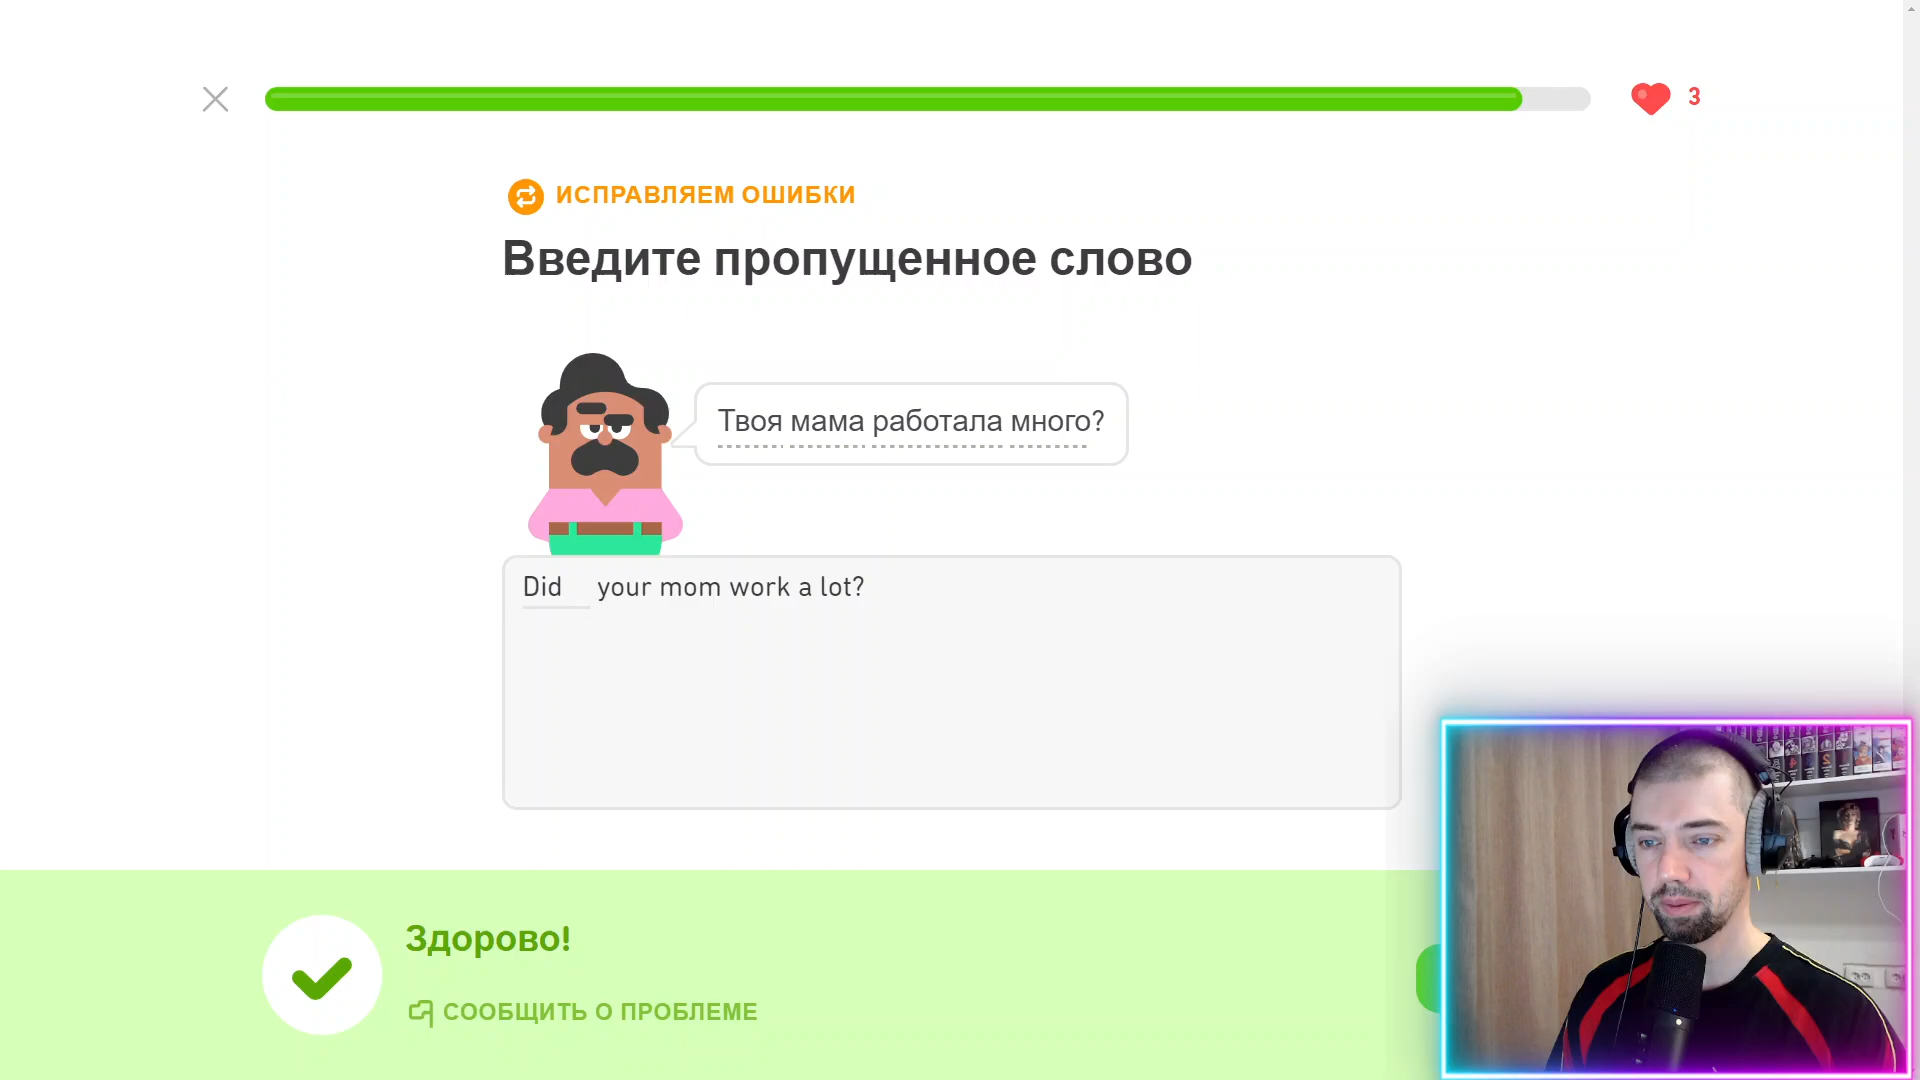 3
ИСПРАВЛЯЕМ ОШИБКИ
Введите пропущенное слово
Твоя мама работала много?
Did your mom work a lot?
Здорово!
СООБЩИТЬ О ПРОБЛЕМЕ